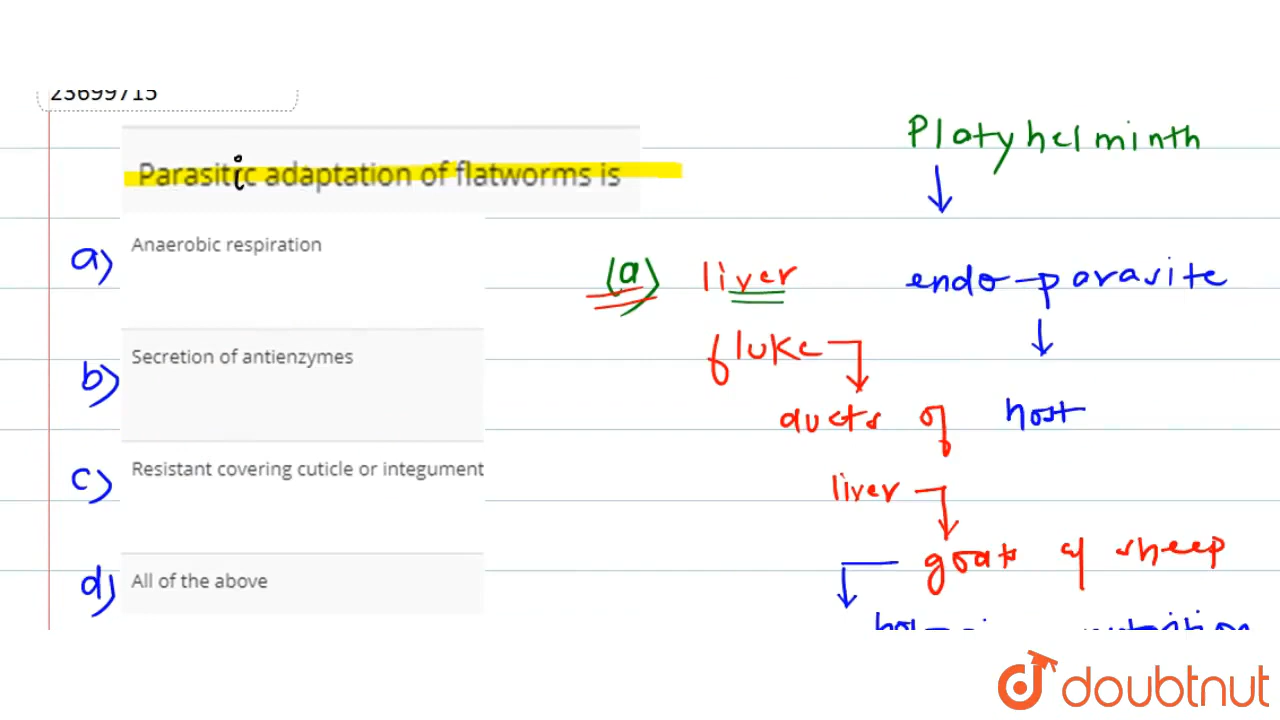 23699715
Parasitic adaptation of flatworms is
a) Anaerobic respiration
b) Secretion of antienzymes
c) Resistant covering cuticle or integument
d) All of the above
Platyhelminth
endo-parasite
host
(a) liver
fluke
ducts of
liver
goats & sheep
nutrition
doubtnut